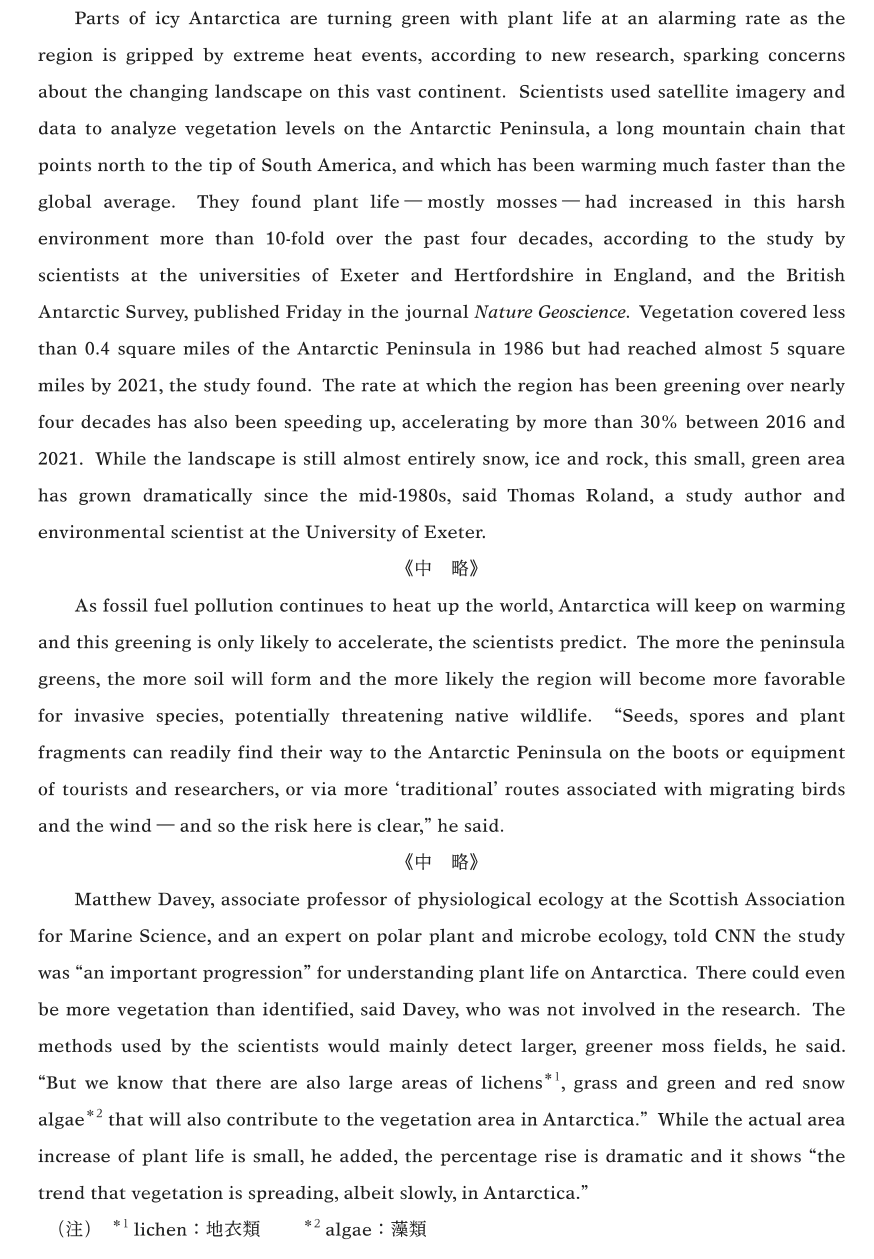 Parts of icy Antarctica are turning green with plant life at an alarming rate as the
region is gripped by extreme heat events, according to new research, sparking concerns
about the changing landscape on this vast continent. Scientists used satellite imagery and
data to analyze vegetation levels on the Antarctic Peninsula, a long mountain chain that
points north to the tip of South America, and which has been warming much faster than the
global average. They found plant life — mostly mosses — had increased in this harsh
environment more than 10-fold over the past four decades, according to the study by
scientists at the universities of Exeter and Hertfordshire in England, and the British
Antarctic Survey, published Friday in the journal Nature Geoscience. Vegetation covered less
than 0.4 square miles of the Antarctic Peninsula in 1986 but had reached almost 5 square
miles by 2021, the study found. The rate at which the region has been greening over nearly
four decades has also been speeding up, accelerating by more than 30% between 2016 and
2021. While the landscape is still almost entirely snow, ice and rock, this small, green area
has grown dramatically since the mid-1980s, said Thomas Roland, a study author and
environmental scientist at the University of Exeter.
《中　略》
As fossil fuel pollution continues to heat up the world, Antarctica will keep on warming
and this greening is only likely to accelerate, the scientists predict. The more the peninsula
greens, the more soil will form and the more likely the region will become more favorable
for invasive species, potentially threatening native wildlife. “Seeds, spores and plant
fragments can readily find their way to the Antarctic Peninsula on the boots or equipment
of tourists and researchers, or via more ‘traditional’ routes associated with migrating birds
and the wind — and so the risk here is clear,” he said.
《中　略》
Matthew Davey, associate professor of physiological ecology at the Scottish Association
for Marine Science, and an expert on polar plant and microbe ecology, told CNN the study
was “an important progression” for understanding plant life on Antarctica. There could even
be more vegetation than identified, said Davey, who was not involved in the research. The
methods used by the scientists would mainly detect larger, greener moss fields, he said.
“But we know that there are also large areas of lichens*1, grass and green and red snow
algae*2 that will also contribute to the vegetation area in Antarctica.” While the actual area
increase of plant life is small, he added, the percentage rise is dramatic and it shows “the
trend that vegetation is spreading, albeit slowly, in Antarctica.”
（注） *1 lichen：地衣類　　*2 algae：藻類